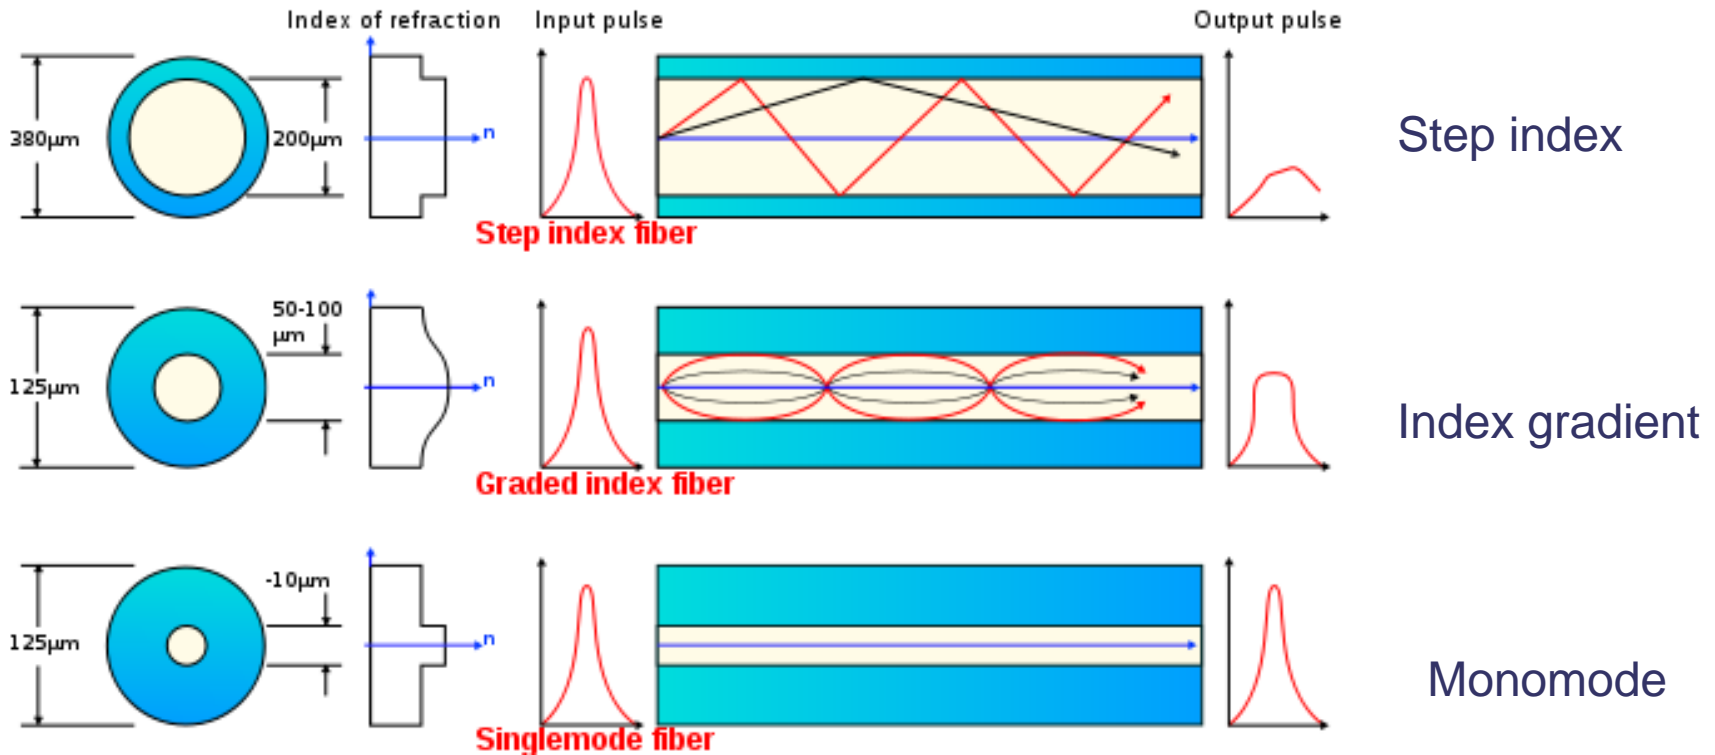 Index of refraction
Input pulse
Output pulse
380μm
200μm
n
Step index
Step index fiber
50-100
μm
125μm
n
Index gradient
Graded index fiber
-10μm
125μm
n
Monomode
Singlemode fiber